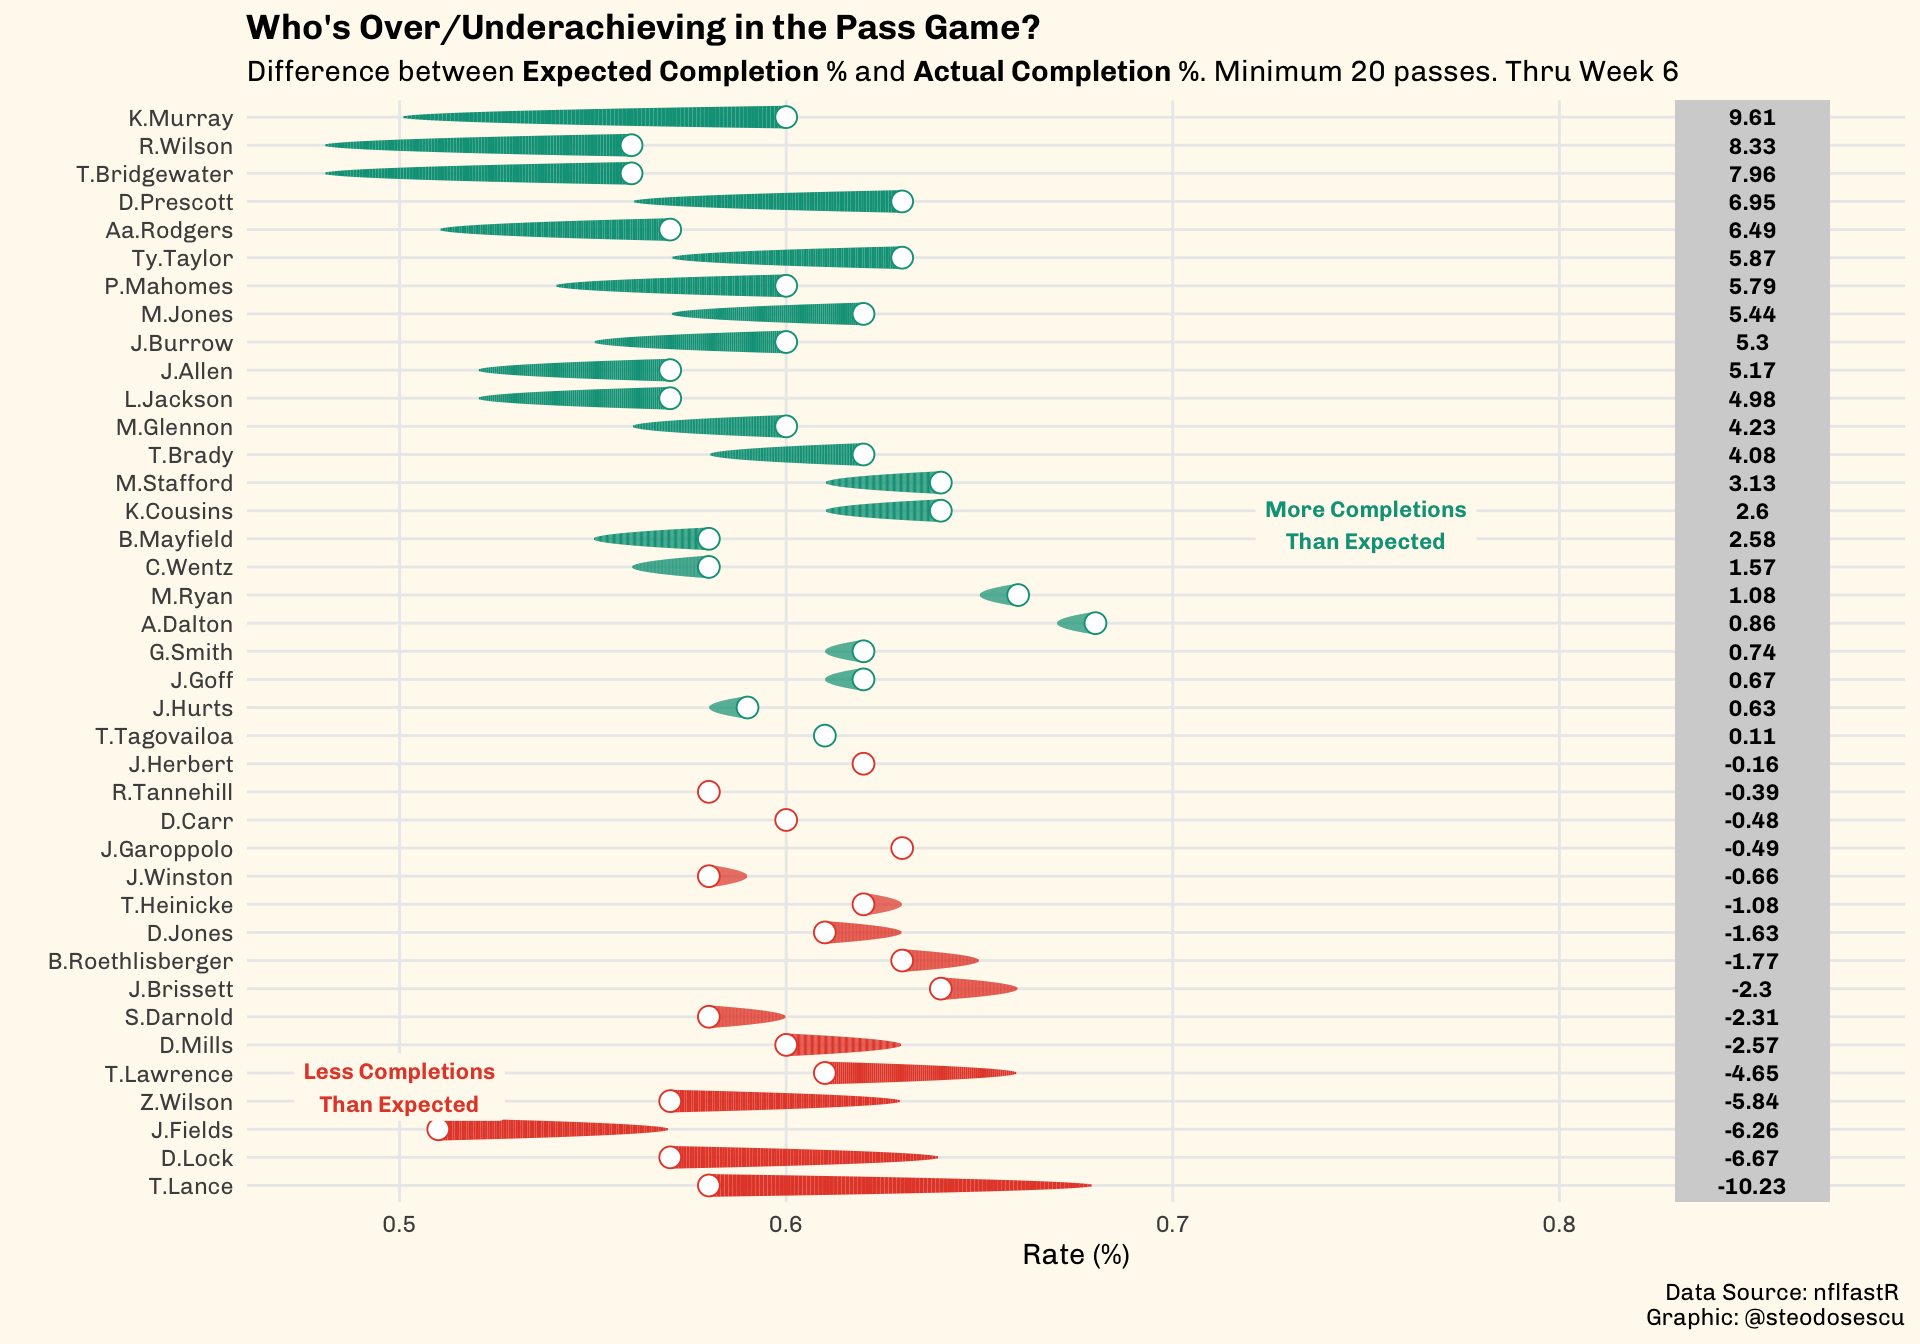 Who's Over/Underachieving in the Pass Game?
Difference between Expected Completion % and Actual Completion %. Minimum 20 passes. Thru Week 6
K.Murray 9.61
R.Wilson 8.33
T.Bridgewater 7.96
D.Prescott 6.95
Aa.Rodgers 6.49
Ty.Taylor 5.87
P.Mahomes 5.79
M.Jones 5.44
J.Burrow 5.3
J.Allen 5.17
L.Jackson 4.98
M.Glennon 4.23
T.Brady 4.08
M.Stafford 3.13
K.Cousins More Completions 2.6
B.Mayfield Than Expected 2.58
C.Wentz 1.57
M.Ryan 1.08
A.Dalton 0.86
G.Smith 0.74
J.Goff 0.67
J.Hurts 0.63
T.Tagovailoa 0.11
J.Herbert -0.16
R.Tannehill -0.39
D.Carr -0.48
J.Garoppolo -0.49
J.Winston -0.66
T.Heinicke -1.08
D.Jones -1.63
B.Roethlisberger -1.77
J.Brissett -2.3
S.Darnold -2.31
D.Mills -2.57
T.Lawrence Less Completions -4.65
Z.Wilson Than Expected -5.84
J.Fields -6.26
D.Lock -6.67
T.Lance -10.23
0.5 0.6 0.7 0.8
Rate (%)
Data Source: nflfastR
Graphic: @steodosescu